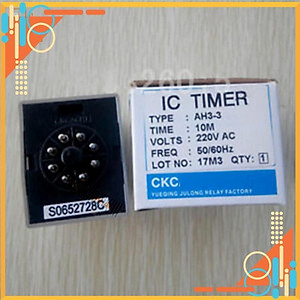 IC TIMER
TYPE : AH3-3
TIME : 10M
VOLTS : 220V AC
FREQ : 50/60Hz
LOT NO: 17M3 QTY: 1
CKC
YUEQING JULONG RELAY FACTORY
S0652728C